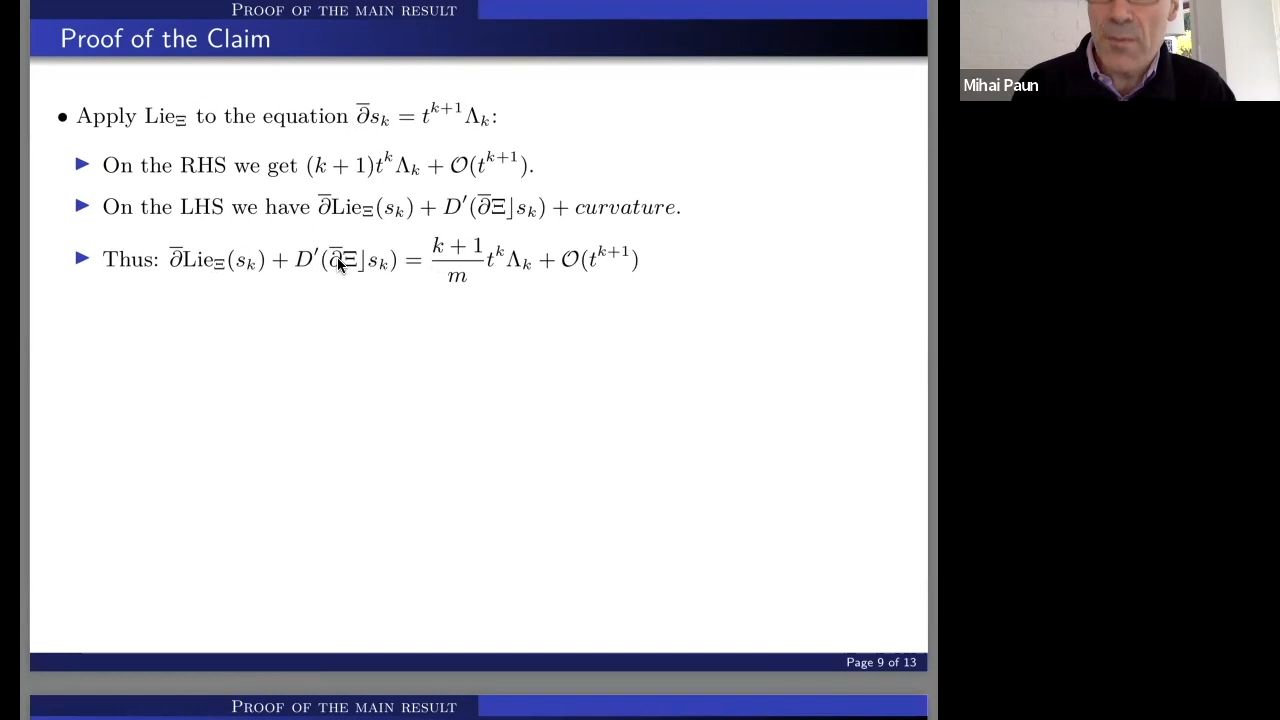 Proof of the main result
Proof of the Claim
Mihai Paun
• Apply Lie_Ξ to the equation ∂̄s_k = t^{k+1}Λ_k:
▶ On the RHS we get (k + 1)t^kΛ_k + 𝒪(t^{k+1}).
▶ On the LHS we have ∂̄Lie_Ξ(s_k) + D′(∂̄Ξ⌋s_k) + curvature.
▶ Thus: ∂̄Lie_Ξ(s_k) + D′(∂̄Ξ⌋s_k) = \frac{k + 1}{m}t^kΛ_k + 𝒪(t^{k+1})
Page 9 of 13
Proof of the main result